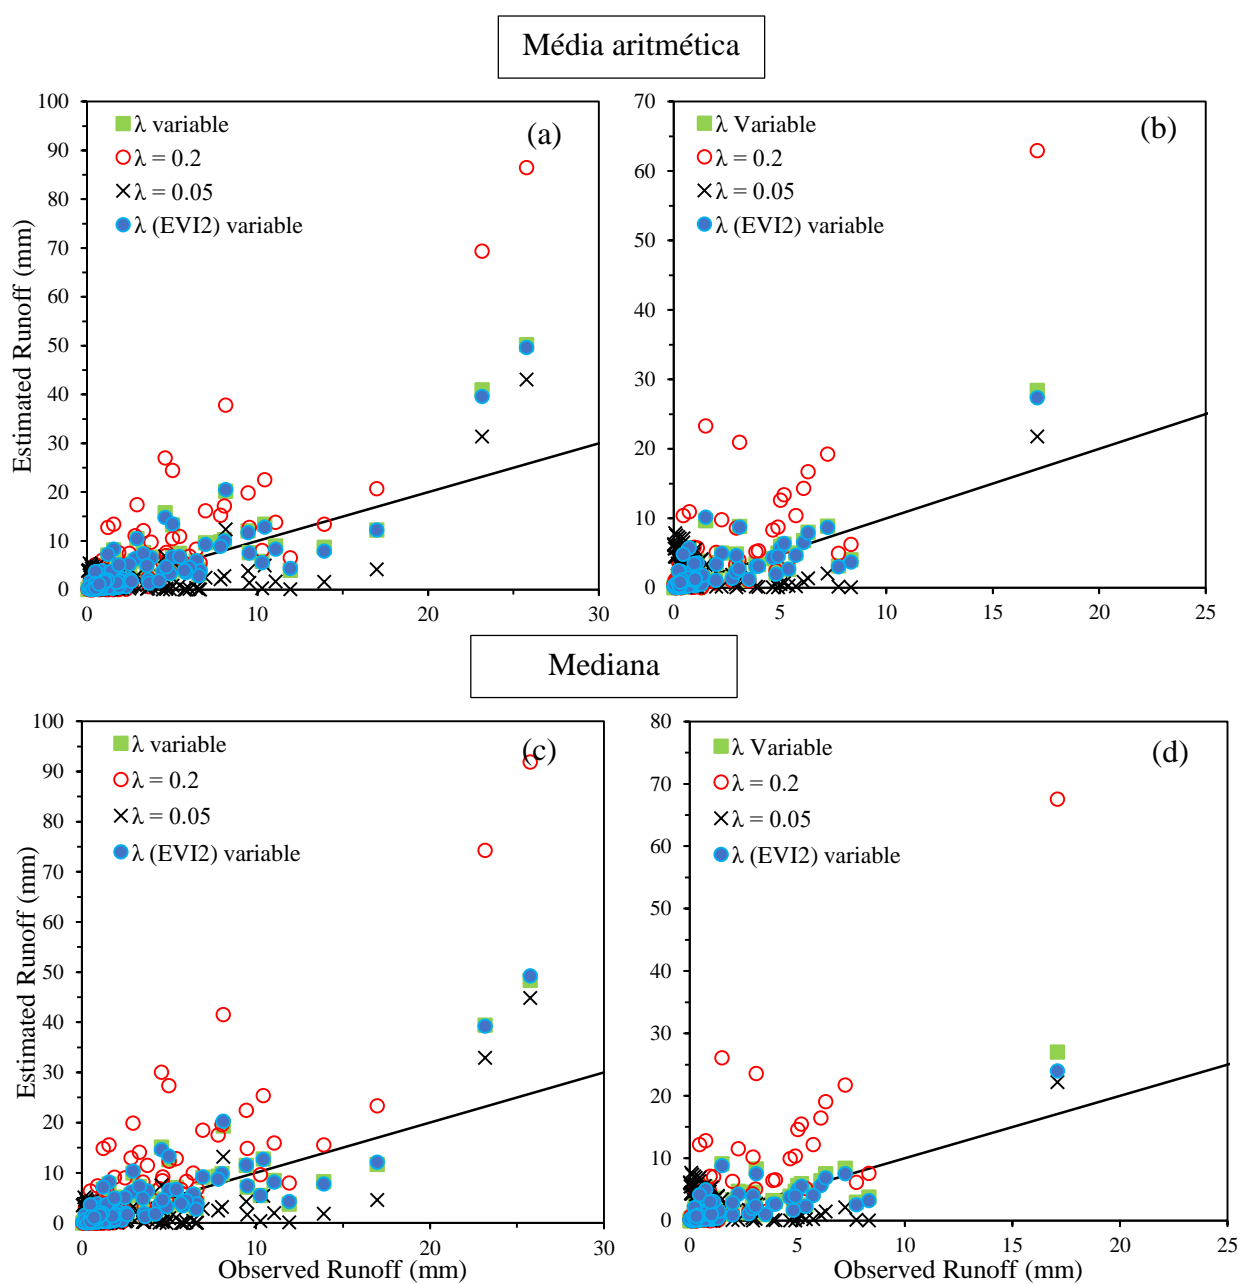 Média aritmética
100
90
80
70
60
50
40
30
20
10
0
0
10
20
30
Estimated Runoff (mm)
λ variable
λ = 0.2
λ = 0.05
λ (EVI2) variable
(a)
70
60
50
40
30
20
10
0
0
5
10
15
20
25
λ Variable
λ = 0.2
λ = 0.05
λ (EVI2) variable
(b)
Mediana
100
90
80
70
60
50
40
30
20
10
0
0
10
20
30
Estimated Runoff (mm)
Observed Runoff (mm)
λ variable
λ = 0.2
λ = 0.05
λ (EVI2) variable
(c)
80
70
60
50
40
30
20
10
0
0
5
10
15
20
25
Observed Runoff (mm)
λ Variable
λ = 0.2
λ = 0.05
λ (EVI2) variable
(d)